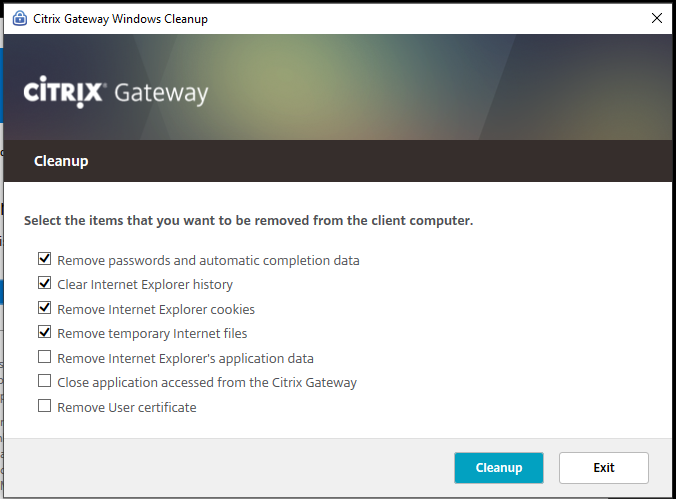 Citrix Gateway Windows Cleanup
CİTRİX Gateway
Cleanup
Select the items that you want to be removed from the client computer.
Remove passwords and automatic completion data
Clear Internet Explorer history
Remove Internet Explorer cookies
Remove temporary Internet files
Remove Internet Explorer's application data
Close application accessed from the Citrix Gateway
Remove User certificate
Cleanup
Exit